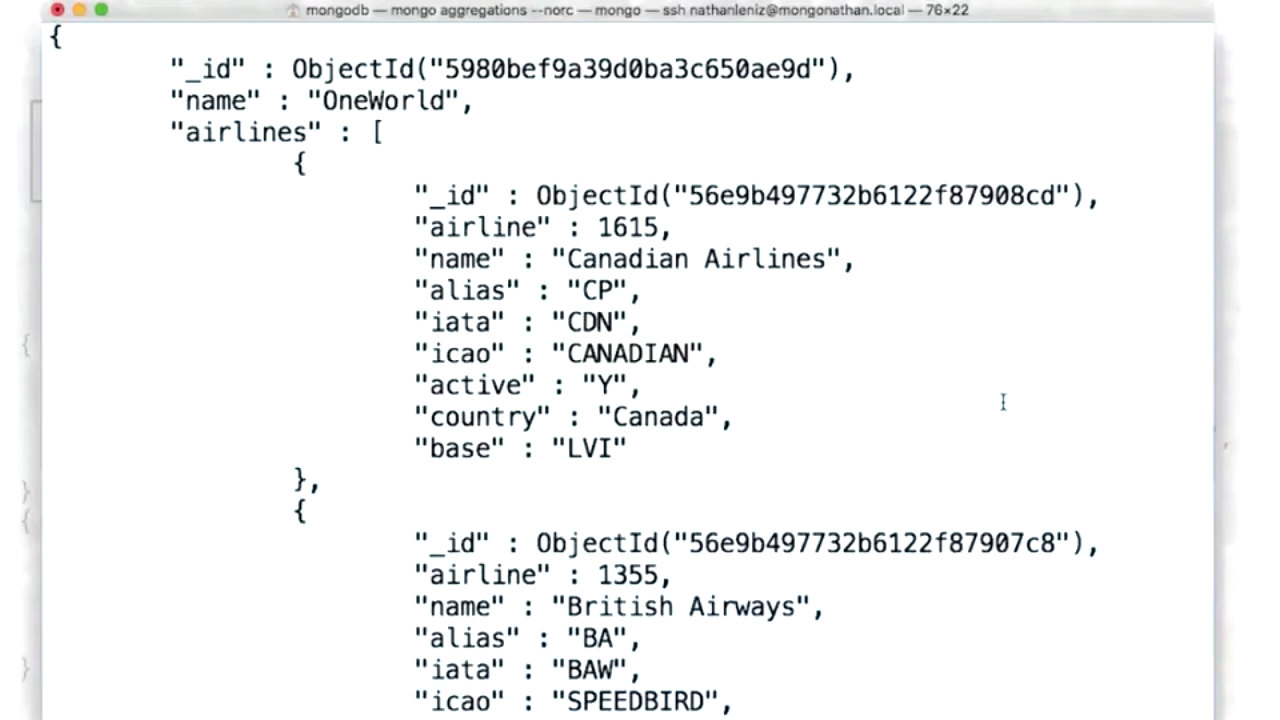 mongodb — mongo aggregations --norc — mongo — ssh nathanleniz@mongonathan.local — 76×22
{
"_id" : ObjectId("5980bef9a39d0ba3c650ae9d"),
"name" : "OneWorld",
"airlines" : [
{
"_id" : ObjectId("56e9b497732b6122f87908cd"),
"airline" : 1615,
"name" : "Canadian Airlines",
"alias" : "CP",
"iata" : "CDN",
"icao" : "CANADIAN",
"active" : "Y",
"country" : "Canada",
"base" : "LVI"
},
{
"_id" : ObjectId("56e9b497732b6122f87907c8"),
"airline" : 1355,
"name" : "British Airways",
"alias" : "BA",
"iata" : "BAW",
"icao" : "SPEEDBIRD",